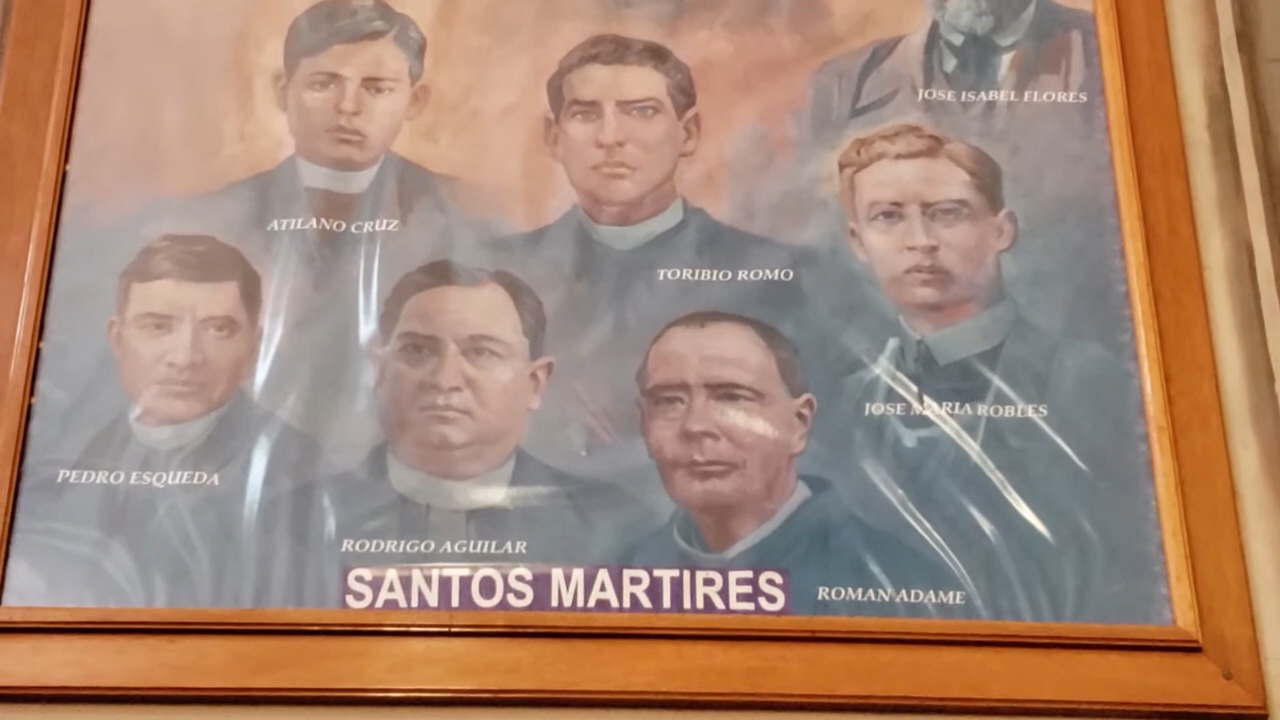 JOSE ISABEL FLORES
ATILANO CRUZ
TORIBIO ROMO
JOSE MARIA ROBLES
PEDRO ESQUEDA
RODRIGO AGUILAR
SANTOS MARTIRES
ROMAN ADAME